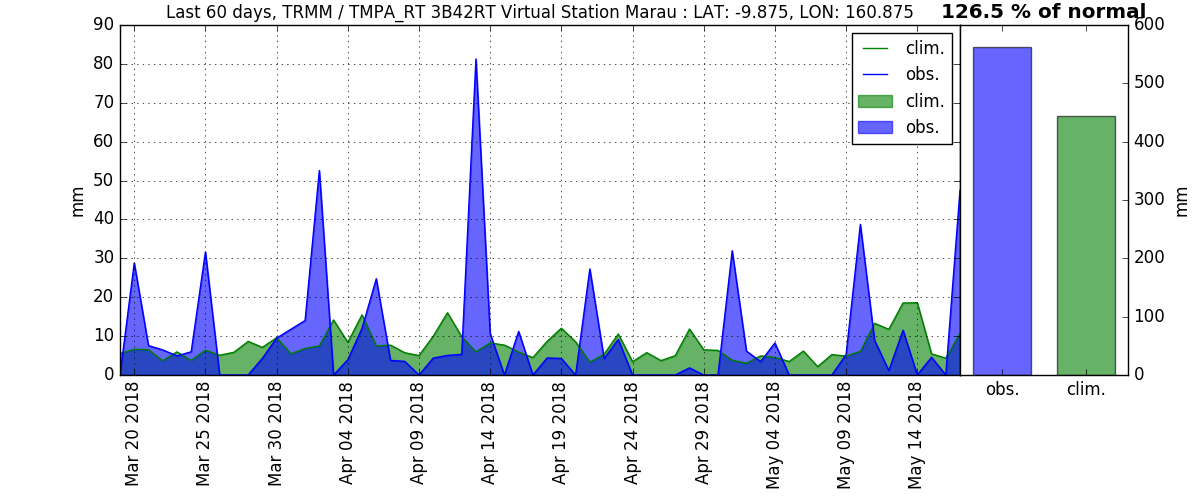 Last 60 days, TRMM / TMPA_RT 3B42RT Virtual Station Marau : LAT: -9.875, LON: 160.875
126.5 % of normal
90
80
70
60
50
40
30
20
10
0
mm
clim.
obs.
clim.
obs.
600
500
400
300
200
100
0
mm
obs.
clim.
Mar 20 2018
Mar 25 2018
Mar 30 2018
Apr 04 2018
Apr 09 2018
Apr 14 2018
Apr 19 2018
Apr 24 2018
Apr 29 2018
May 04 2018
May 09 2018
May 14 2018